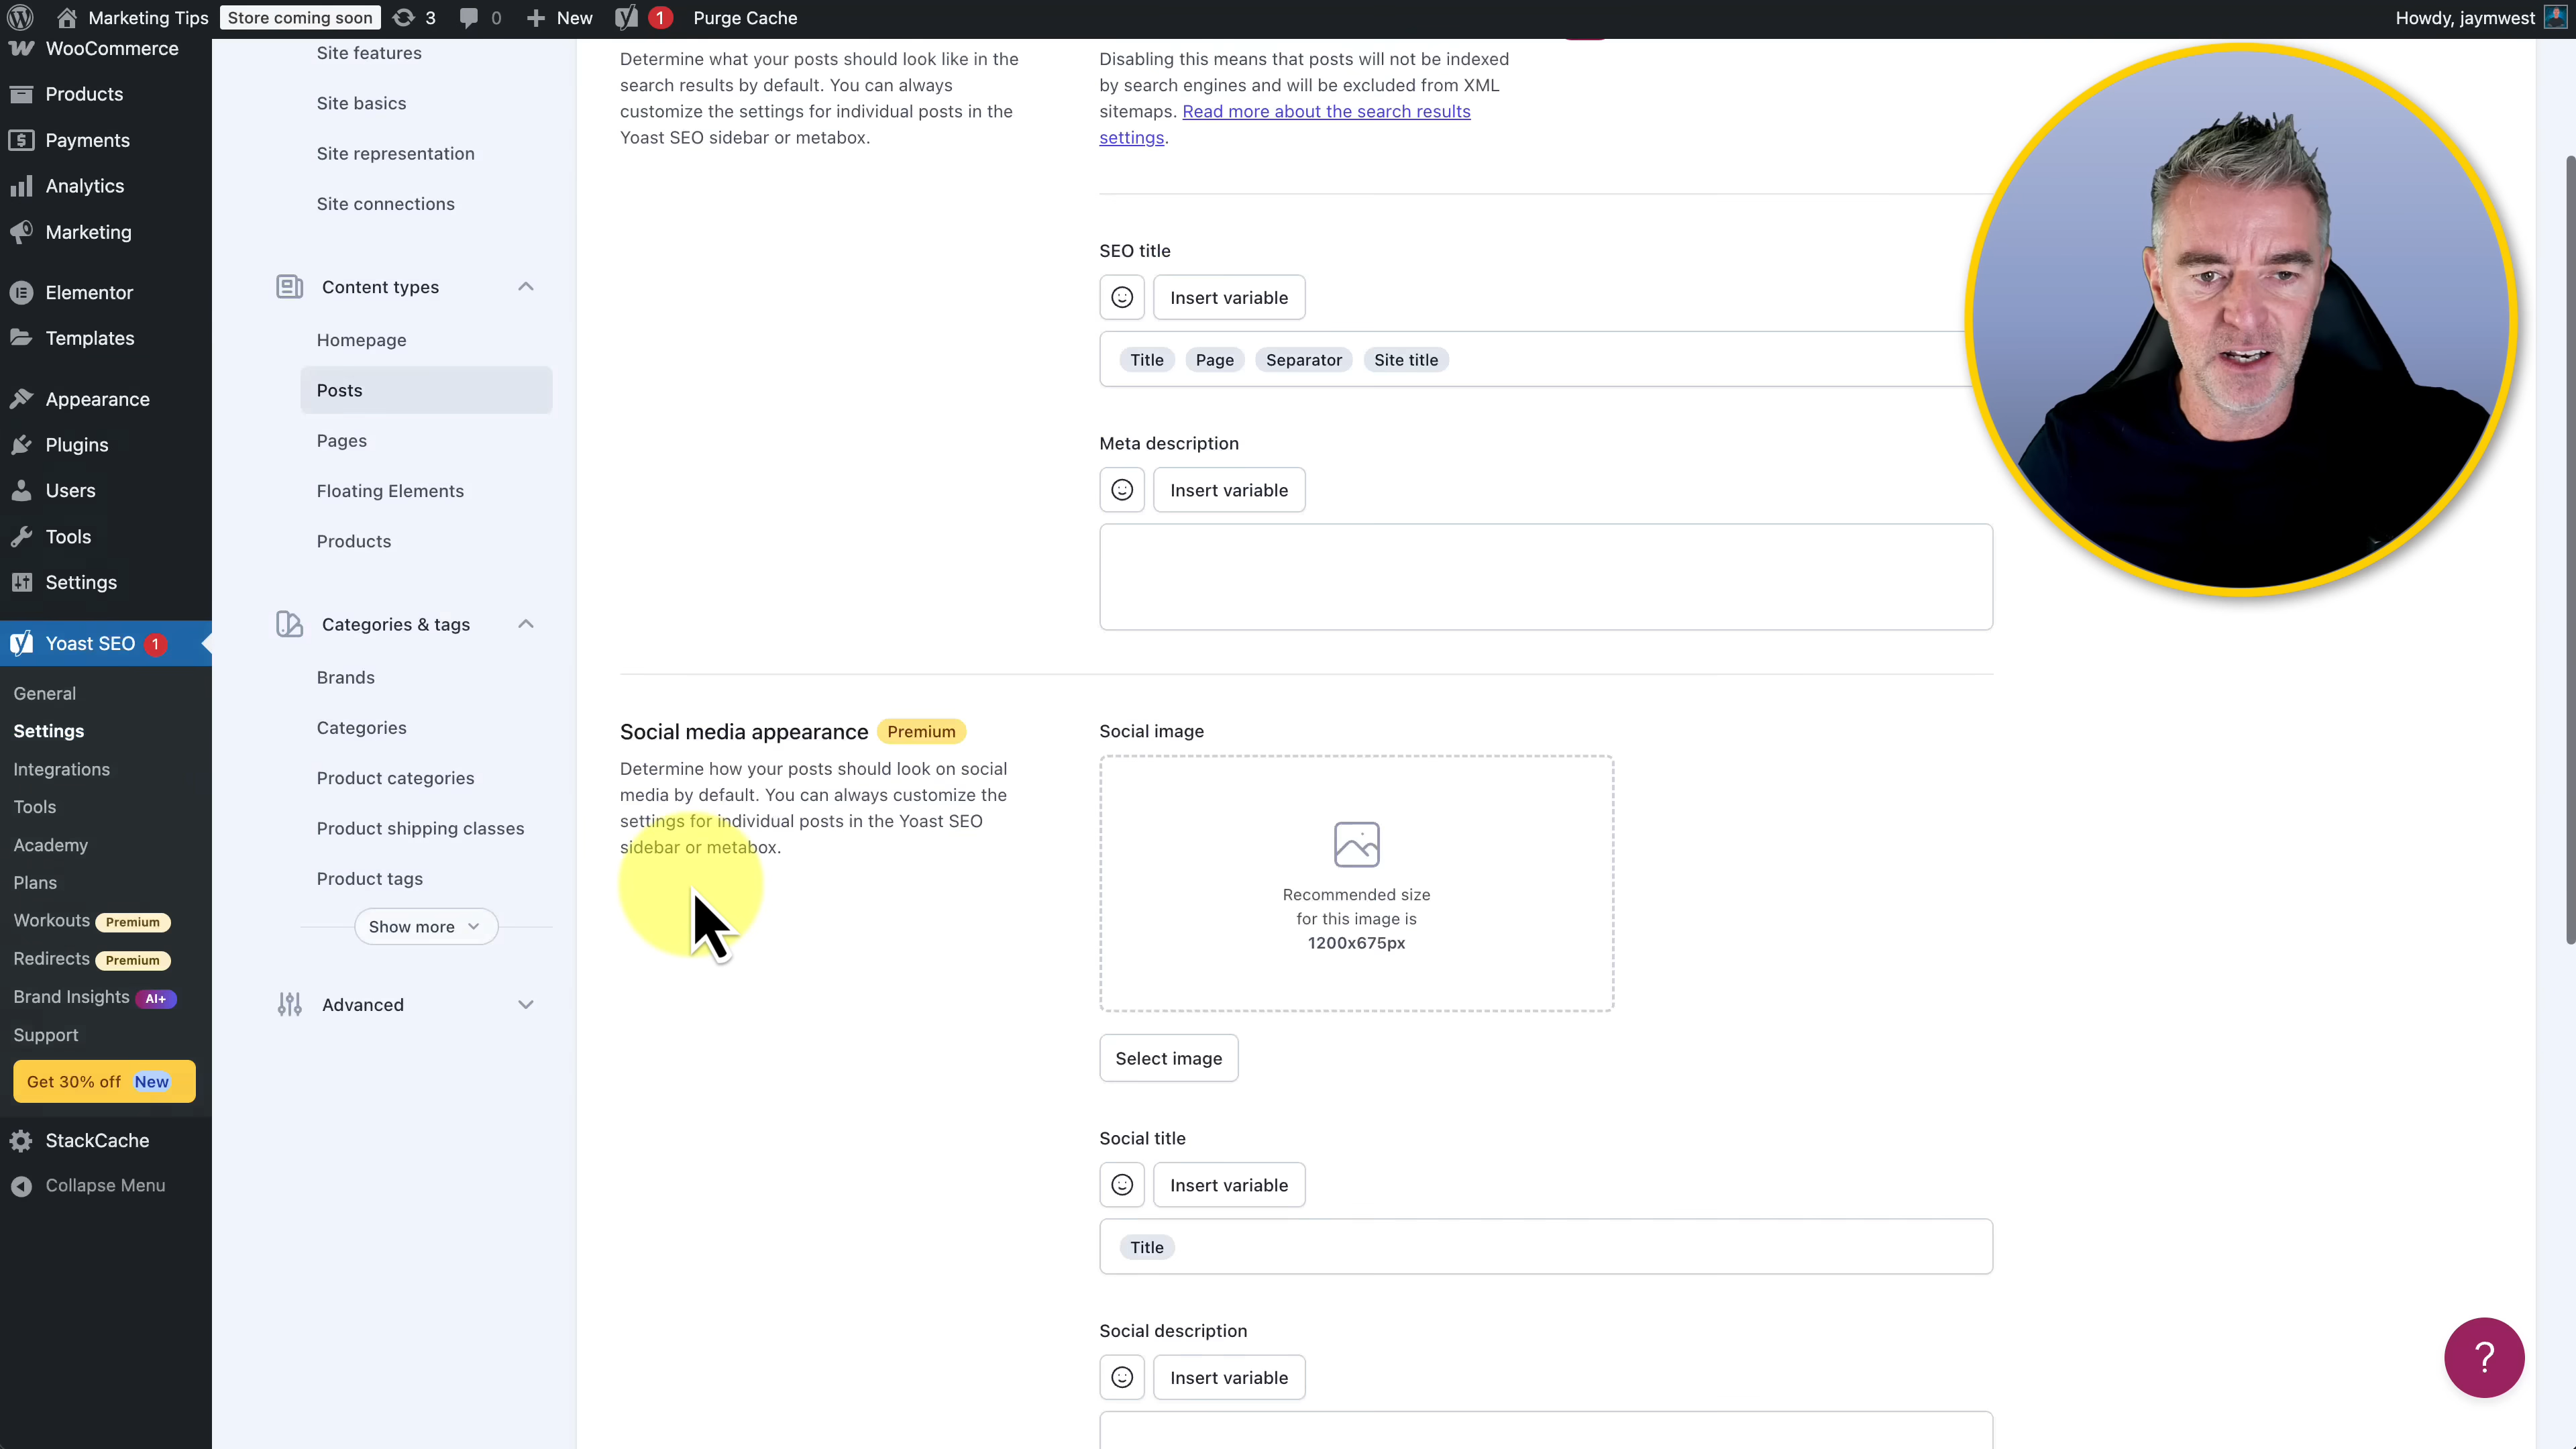 Marketing Tips
Store coming soon
3
0
New
1
Purge Cache
Howdy, jaymwest
WooCommerce
Products
Payments
Analytics
Marketing
Elementor
Templates
Appearance
Plugins
Users
Tools
Settings
Yoast SEO 1
General
Settings
Integrations
Tools
Academy
Plans
Workouts Premium
Redirects Premium
Brand Insights AI+
Support
Get 30% off New
StackCache
Collapse Menu
Site features
Site basics
Site representation
Site connections
Content types
Homepage
Posts
Pages
Floating Elements
Products
Categories & tags
Brands
Categories
Product categories
Product shipping classes
Product tags
Show more
Advanced
Determine what your posts should look like in the
search results by default. You can always
customize the settings for individual posts in the
Yoast SEO sidebar or metabox.
Disabling this means that posts will not be indexed
by search engines and will be excluded from XML
sitemaps. Read more about the search results
settings.
SEO title
Insert variable
Title Page Separator Site title
Meta description
Insert variable
Social media appearance Premium
Determine how your posts should look on social
media by default. You can always customize the
settings for individual posts in the Yoast SEO
sidebar or metabox.
Social image
Recommended size
for this image is
1200x675px
Select image
Social title
Insert variable
Title
Social description
Insert variable
?